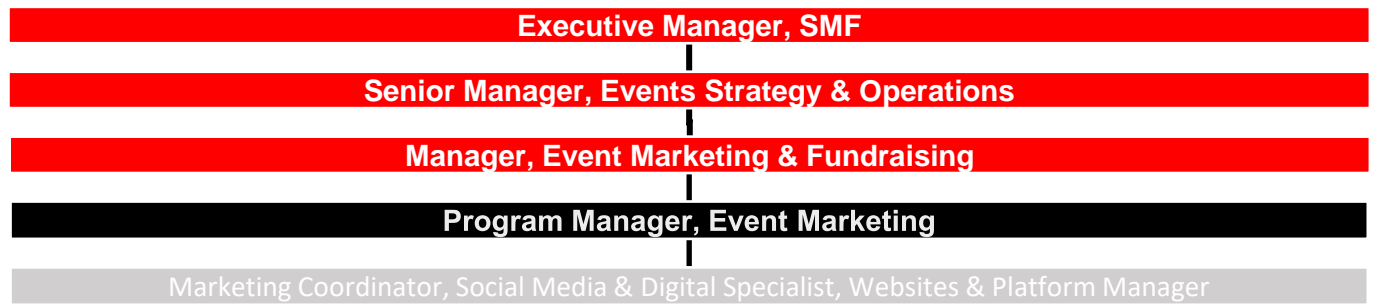 Executive Manager, SMF
Senior Manager, Events Strategy & Operations
Manager, Event Marketing & Fundraising
Program Manager, Event Marketing
Marketing Coordinator, Social Media & Digital Specialist, Websites & Platform Manager